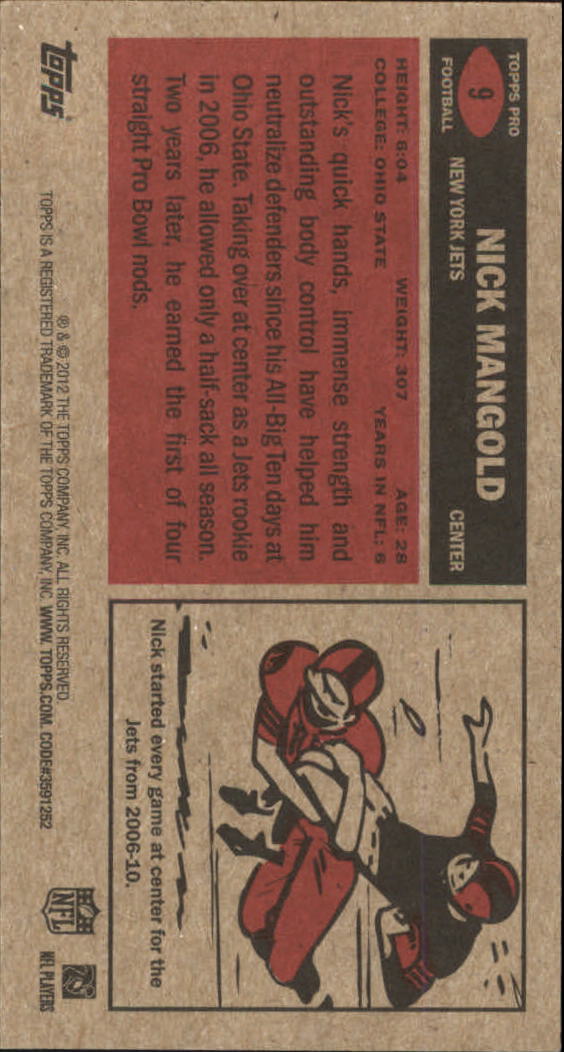 TOPPS PRO
9
FOOTBALL
NICK MANGOLD
NEW YORK JETS CENTER
HEIGHT: 6:04 WEIGHT: 307 AGE: 28
COLLEGE: OHIO STATE YEARS IN NFL: 6
Nick's quick hands, immense strength and
outstanding body control have helped him
neutralize defenders since his All-Big Ten days at
Ohio State. Taking over at center as a Jets rookie
in 2006, he allowed only a half-sack all season.
Two years later, he earned the first of four
straight Pro Bowl nods.
Nick started every game at center for the
Jets from 2006-10.
topps
® & © 2012 THE TOPPS COMPANY, INC. ALL RIGHTS RESERVED.
TOPPS IS A REGISTERED TRADEMARK OF THE TOPPS COMPANY, INC. WWW.TOPPS.COM. CODE#3591252
NFL
NFL PLAYERS